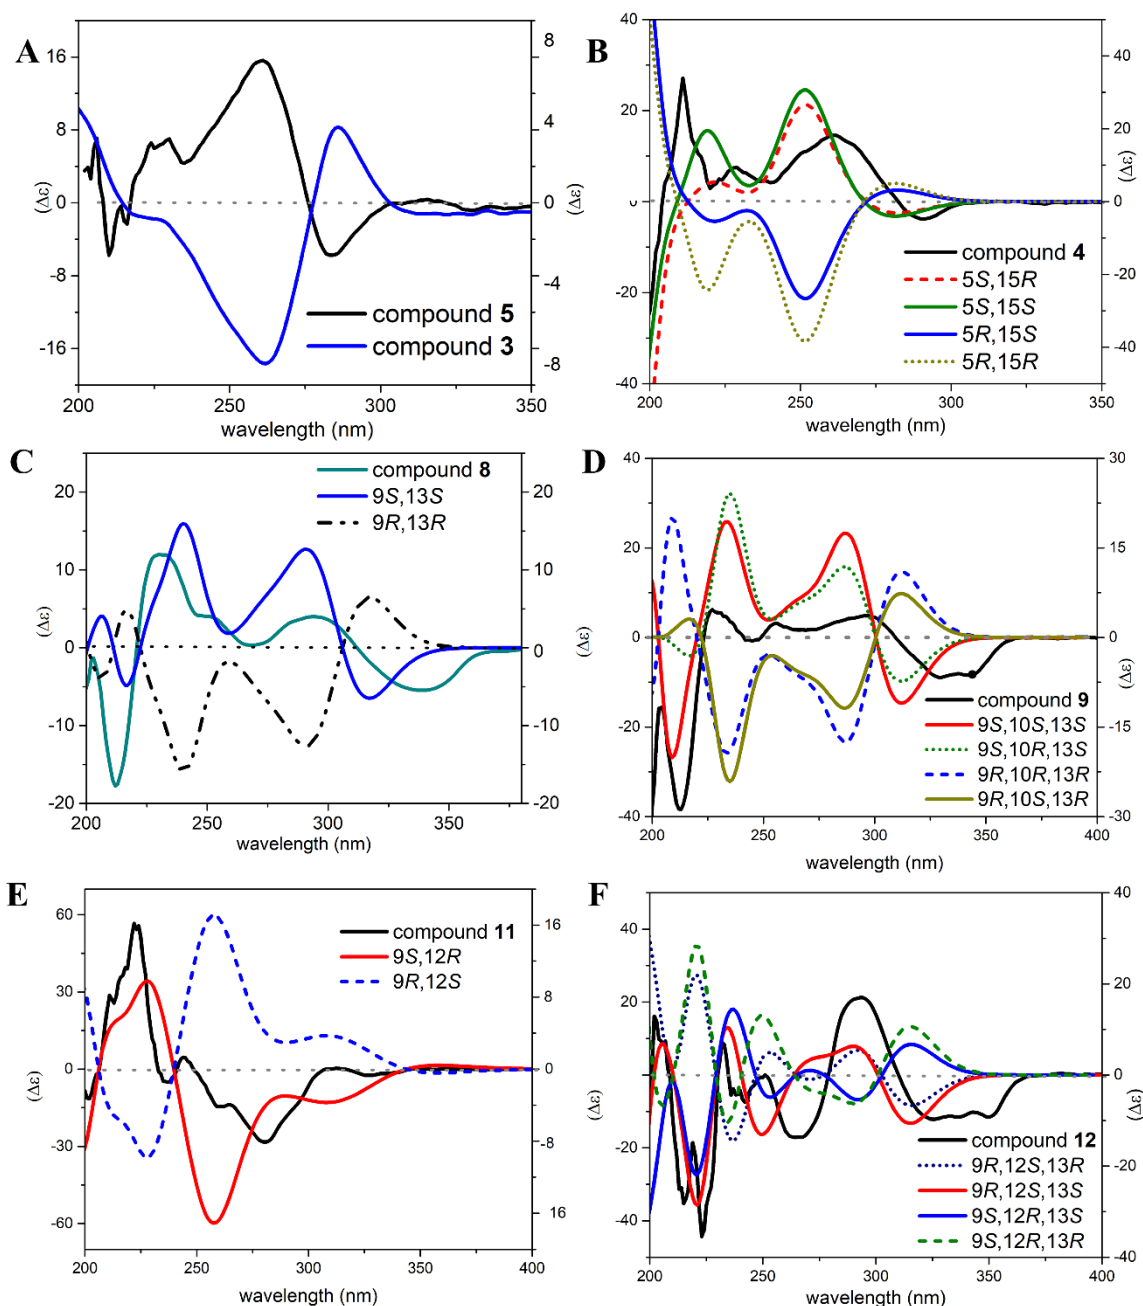 A
16
8
0
-8
-16
8
4
0
-4
-8
(Δε)
(Δε)
compound 5
compound 3
200 250 300 350
wavelength (nm)
B
40
20
0
-20
-40
40
20
0
-20
-40
(Δε)
(Δε)
compound 4
5S,15R
5S,15S
5R,15S
5R,15R
200 250 300 350
wavelength (nm)
C
20
10
0
-10
-20
20
10
0
-10
-20
(Δε)
(Δε)
compound 8
9S,13S
9R,13R
200 250 300 350
wavelength (nm)
D
40
20
0
-20
-40
30
15
0
-15
-30
(Δε)
(Δε)
compound 9
9S,10S,13S
9S,10R,13S
9R,10R,13R
9R,10S,13R
200 250 300 350 400
wavelength (nm)
E
60
30
0
-30
-60
16
8
0
-8
16
(Δε)
(Δε)
compound 11
9S,12R
9R,12S
200 250 300 350 400
wavelength (nm)
F
40
20
0
-20
-40
40
20
0
-20
-40
(Δε)
(Δε)
compound 12
9R,12S,13R
9R,12S,13S
9S,12R,13S
9S,12R,13R
200 250 300 350 400
wavelength (nm)